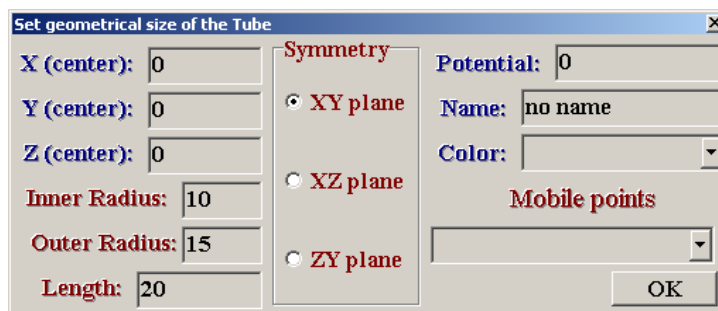 Set geometrical size of the Tube
X (center): 0
Y (center): 0
Z (center): 0
Inner Radius: 10
Outer Radius: 15
Length: 20
Symmetry
XY plane
XZ plane
ZY plane
Potential: 0
Name: no name
Color:
Mobile points
OK